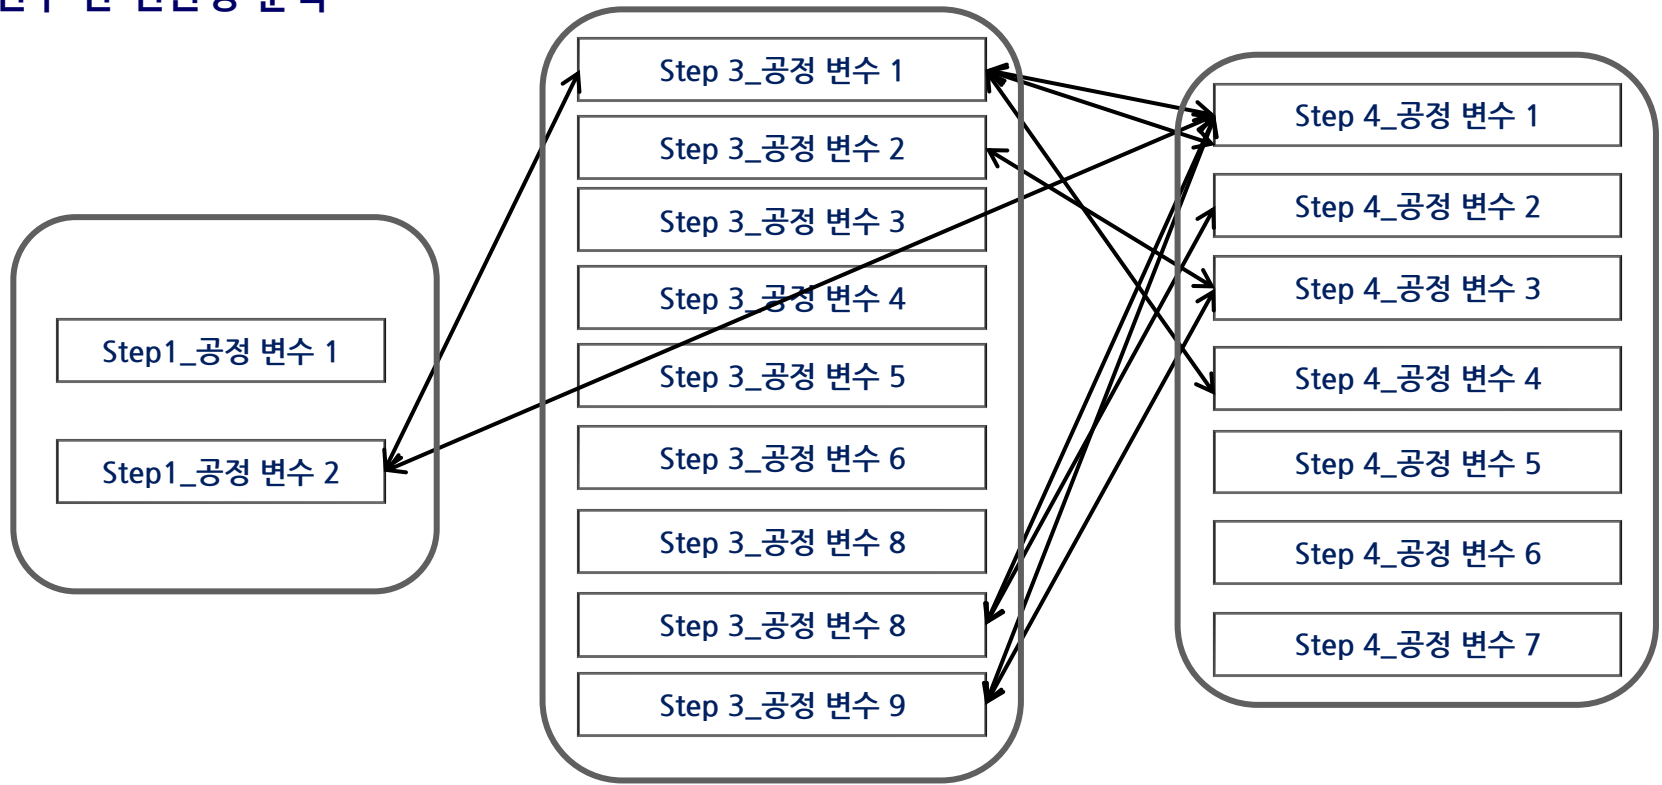 Step1_공정 변수 1
Step1_공정 변수 2
Step 3_공정 변수 1
Step 3_공정 변수 2
Step 3_공정 변수 3
Step 3_공정 변수 4
Step 3_공정 변수 5
Step 3_공정 변수 6
Step 3_공정 변수 8
Step 3_공정 변수 8
Step 3_공정 변수 9
Step 4_공정 변수 1
Step 4_공정 변수 2
Step 4_공정 변수 3
Step 4_공정 변수 4
Step 4_공정 변수 5
Step 4_공정 변수 6
Step 4_공정 변수 7